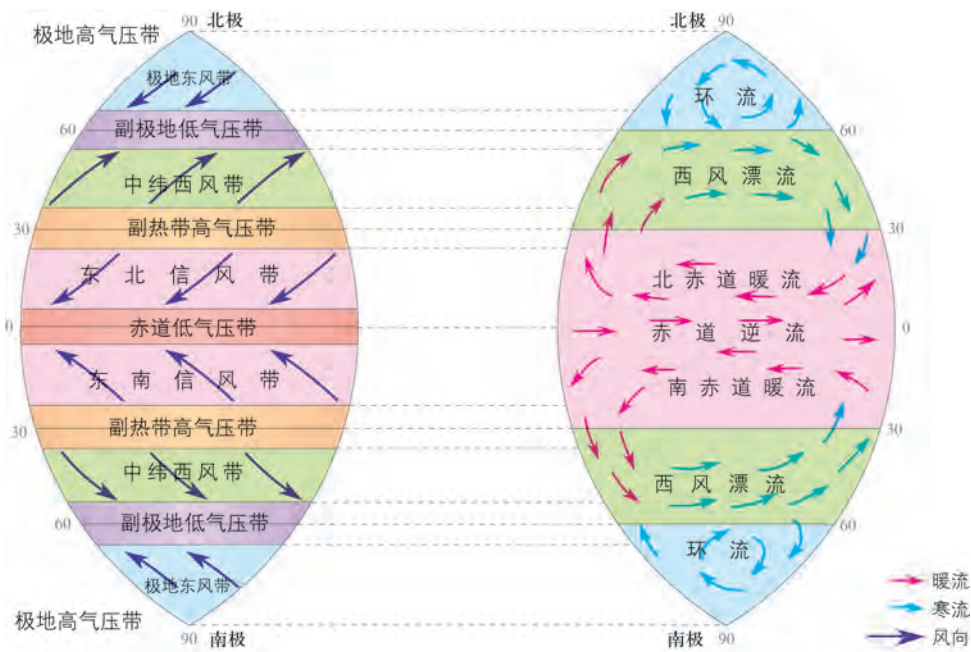 90 北极
极地高气压带
极地东风带
60
副极地低气压带
中纬西风带
30
副热带高气压带
东北信风带
0
赤道低气压带
东南信风带
30
副热带高气压带
中纬西风带
60
副极地低气压带
极地东风带
极地高气压带
90
南极
北极 90
环流
60
西风漂流
30
北赤道暖流
赤道逆流
0
南赤道暖流
30
西风漂流
60
环流
南极 90
暖流
寒流
风向